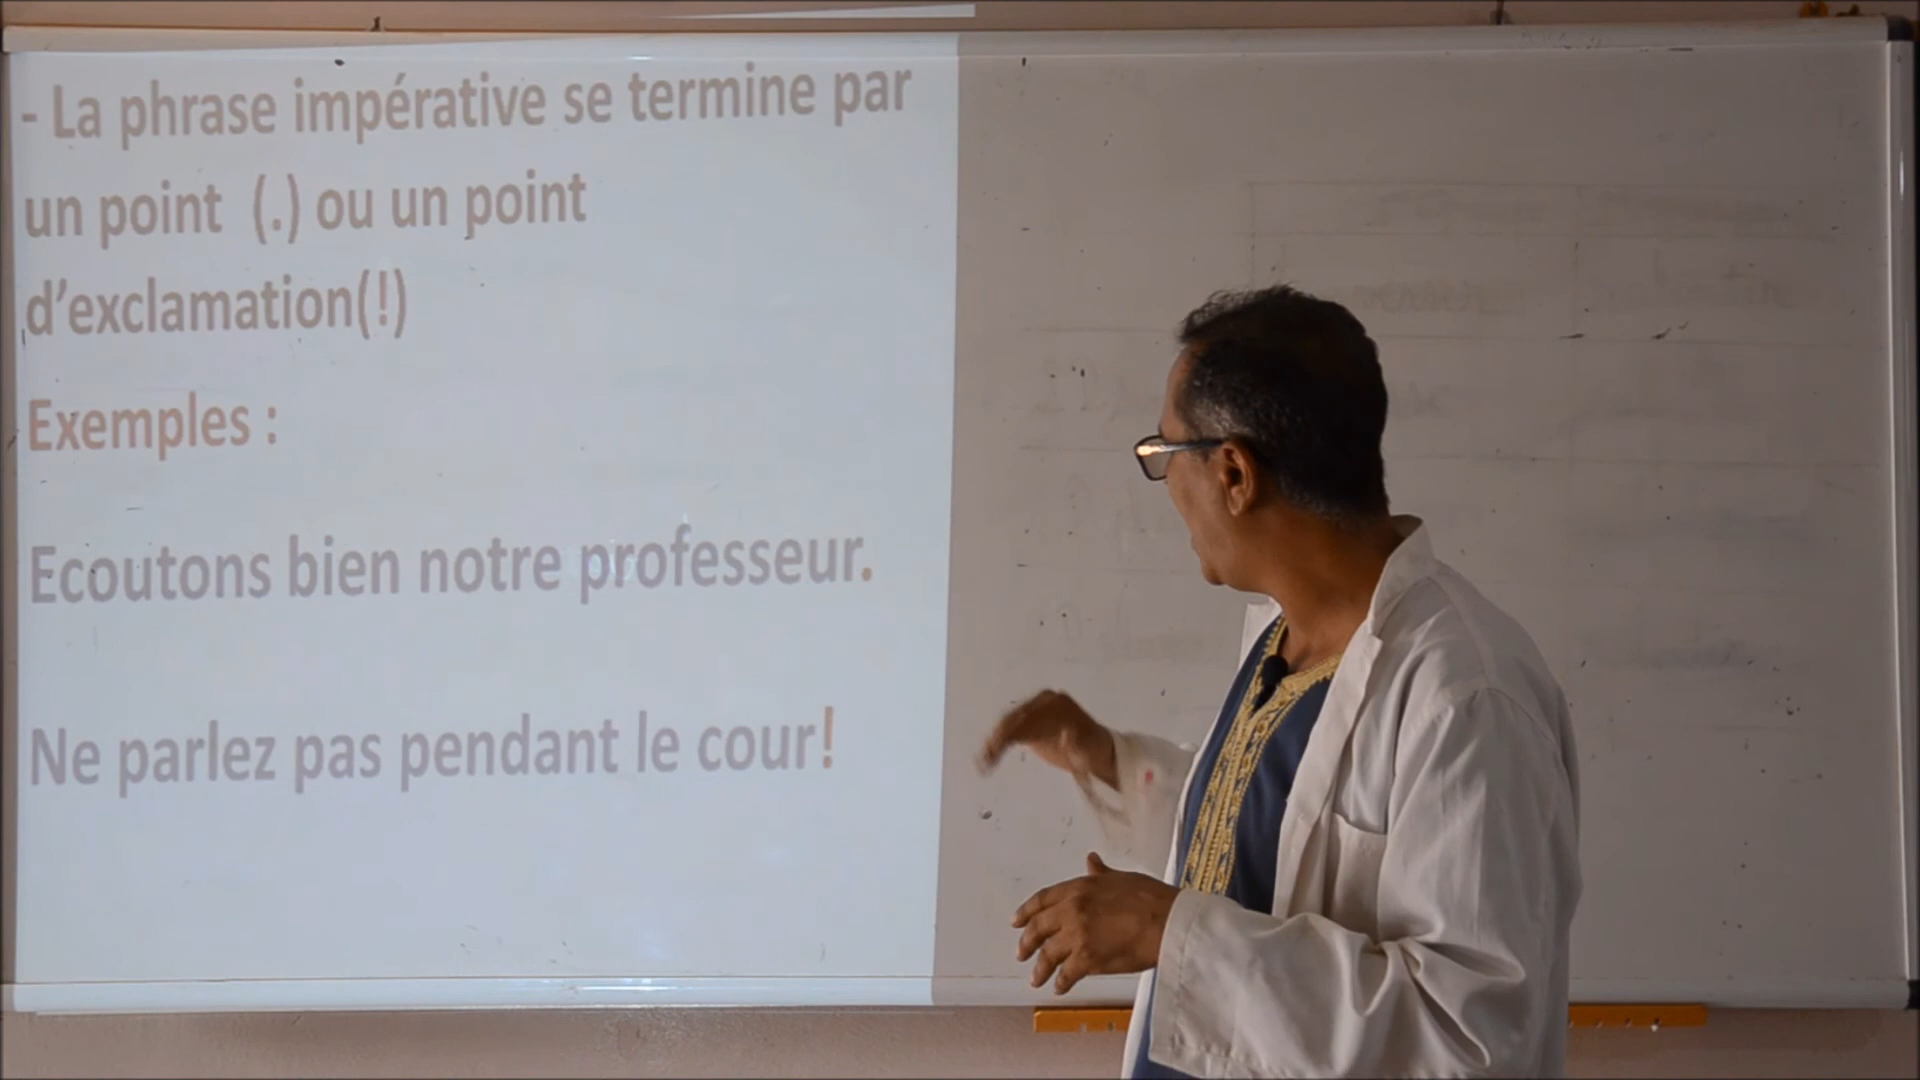 - La phrase impérative se termine par
un point (.) ou un point
d’exclamation(!)
Exemples :
Ecoutons bien notre professeur.
Ne parlez pas pendant le cour!